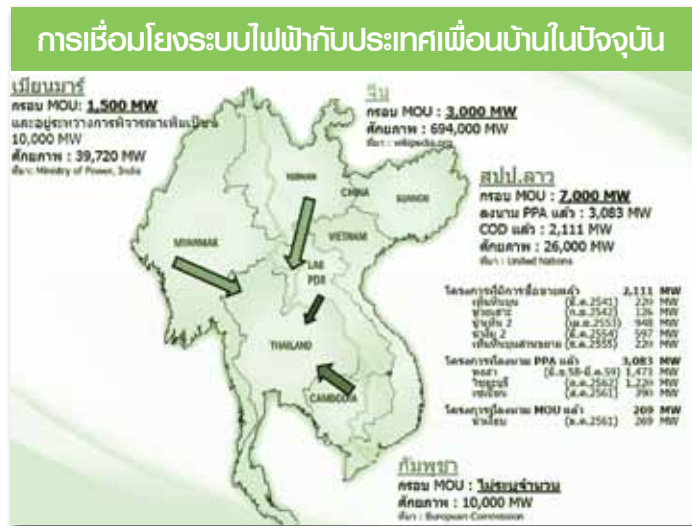 การเชื่อมโยงระบบไฟฟ้ากับประเทศเพื่อนบ้านในปัจจุบัน
เมียนมาร์
กรอบ MOU: 1,500 MW
และอยู่ระหว่างการพิจารณาเพิ่มเป็น
10,000 MW
ศักยภาพ : 39,720 MW
ที่มา: Ministry of Power, India
จีน
กรอบ MOU : 3,000 MW
ศักยภาพ : 694,000 MW
ที่มา : wikipedia.org
สปป.ลาว
กรอบ MOU : 7,000 MW
ลงนาม PPA แล้ว : 3,083 MW
COD แล้ว : 2,111 MW
ศักยภาพ : 26,000 MW
ที่มา : United Nations
YUNNAN
CHINA
GUANGXI
VIETNAM
MYANMAR
LAO
PDR
THAILAND
CAMBODIA
โครงการที่มีการซื้อขายแล้ว 2,111 MW
เทินหินบุน (มี.ค.2541) 220 MW
ห้วยเฮาะ (ก.ย.2542) 126 MW
น้ำเทิน 2 (เม.ย.2553) 948 MW
น้ำงึม 2 (มี.ค.2554) 597 MW
เทินหินบุนส่วนขยาย (ธ.ค.2555) 220 MW
โครงการที่ลงนาม PPA แล้ว 3,083 MW
หงสา (มิ.ย.58-มี.ค.59) 1,473 MW
ไซยะบุรี (ต.ค.2562) 1,220 MW
เซเปียน (ส.ค.2561) 390 MW
โครงการที่ลงนาม MOU แล้ว 269 MW
น้ำเงี้ยบ (ธ.ค.2561) 269 MW
กัมพูชา
กรอบ MOU : ไม่ระบุจำนวน
ศักยภาพ : 10,000 MW
ที่มา : European Commission